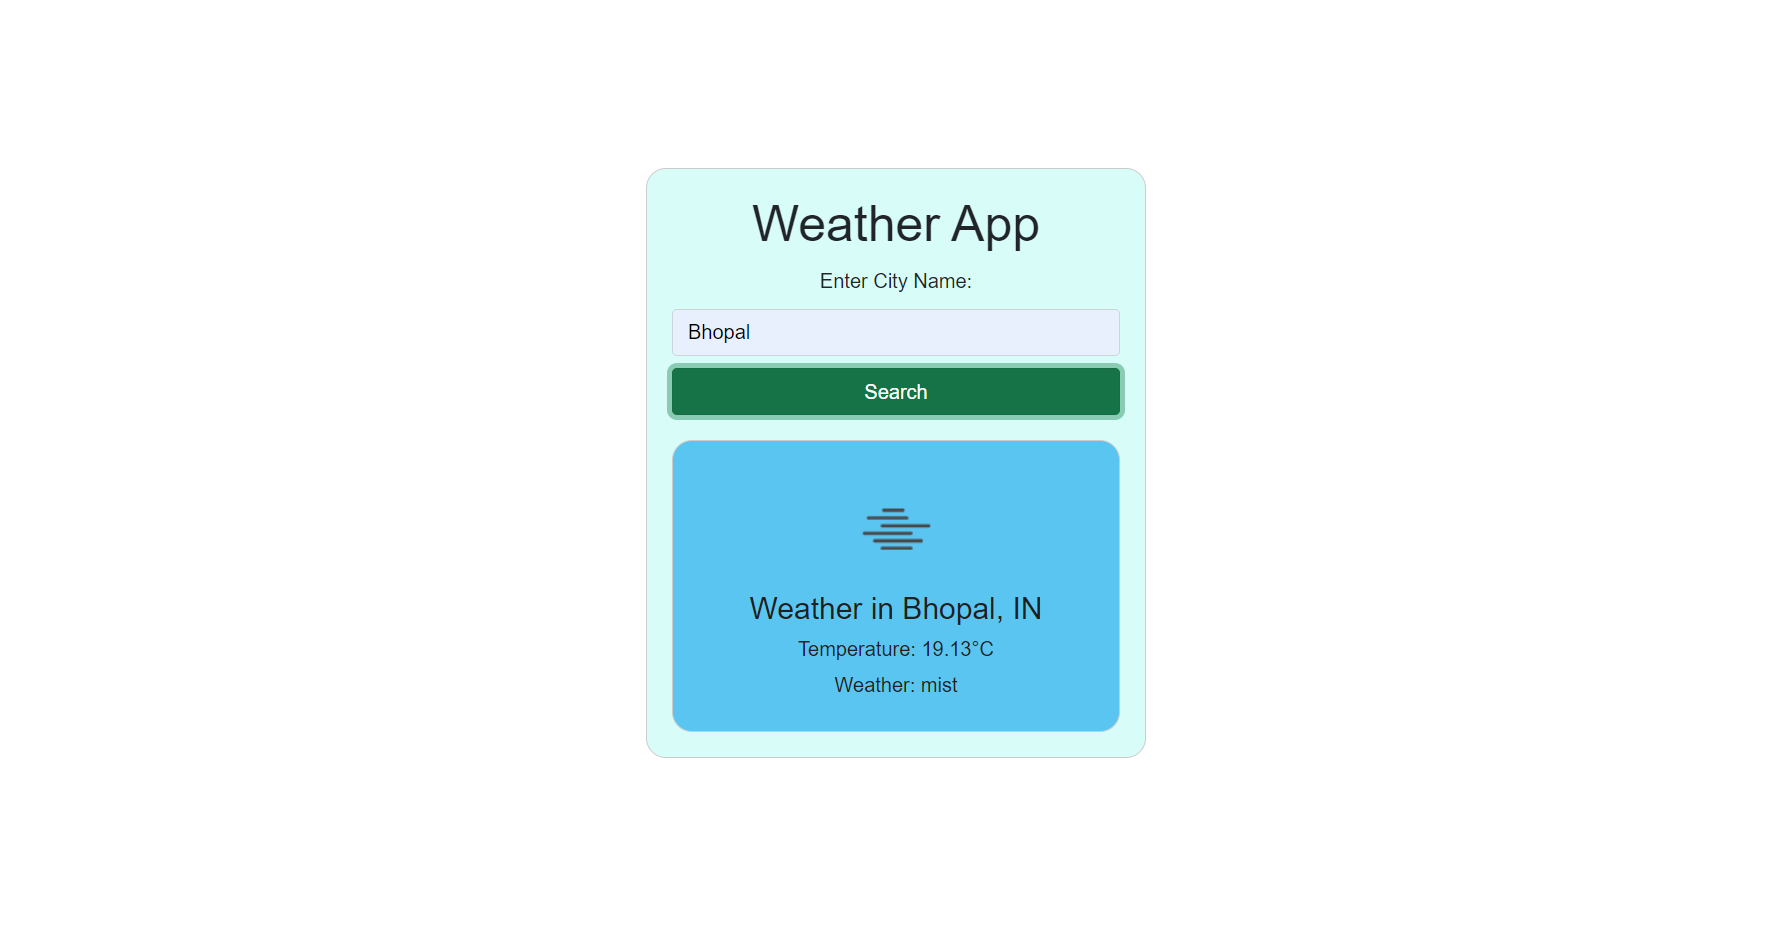 Weather App
Enter City Name:
Bhopal
Search
Weather in Bhopal, IN
Temperature: 19.13°C
Weather: mist